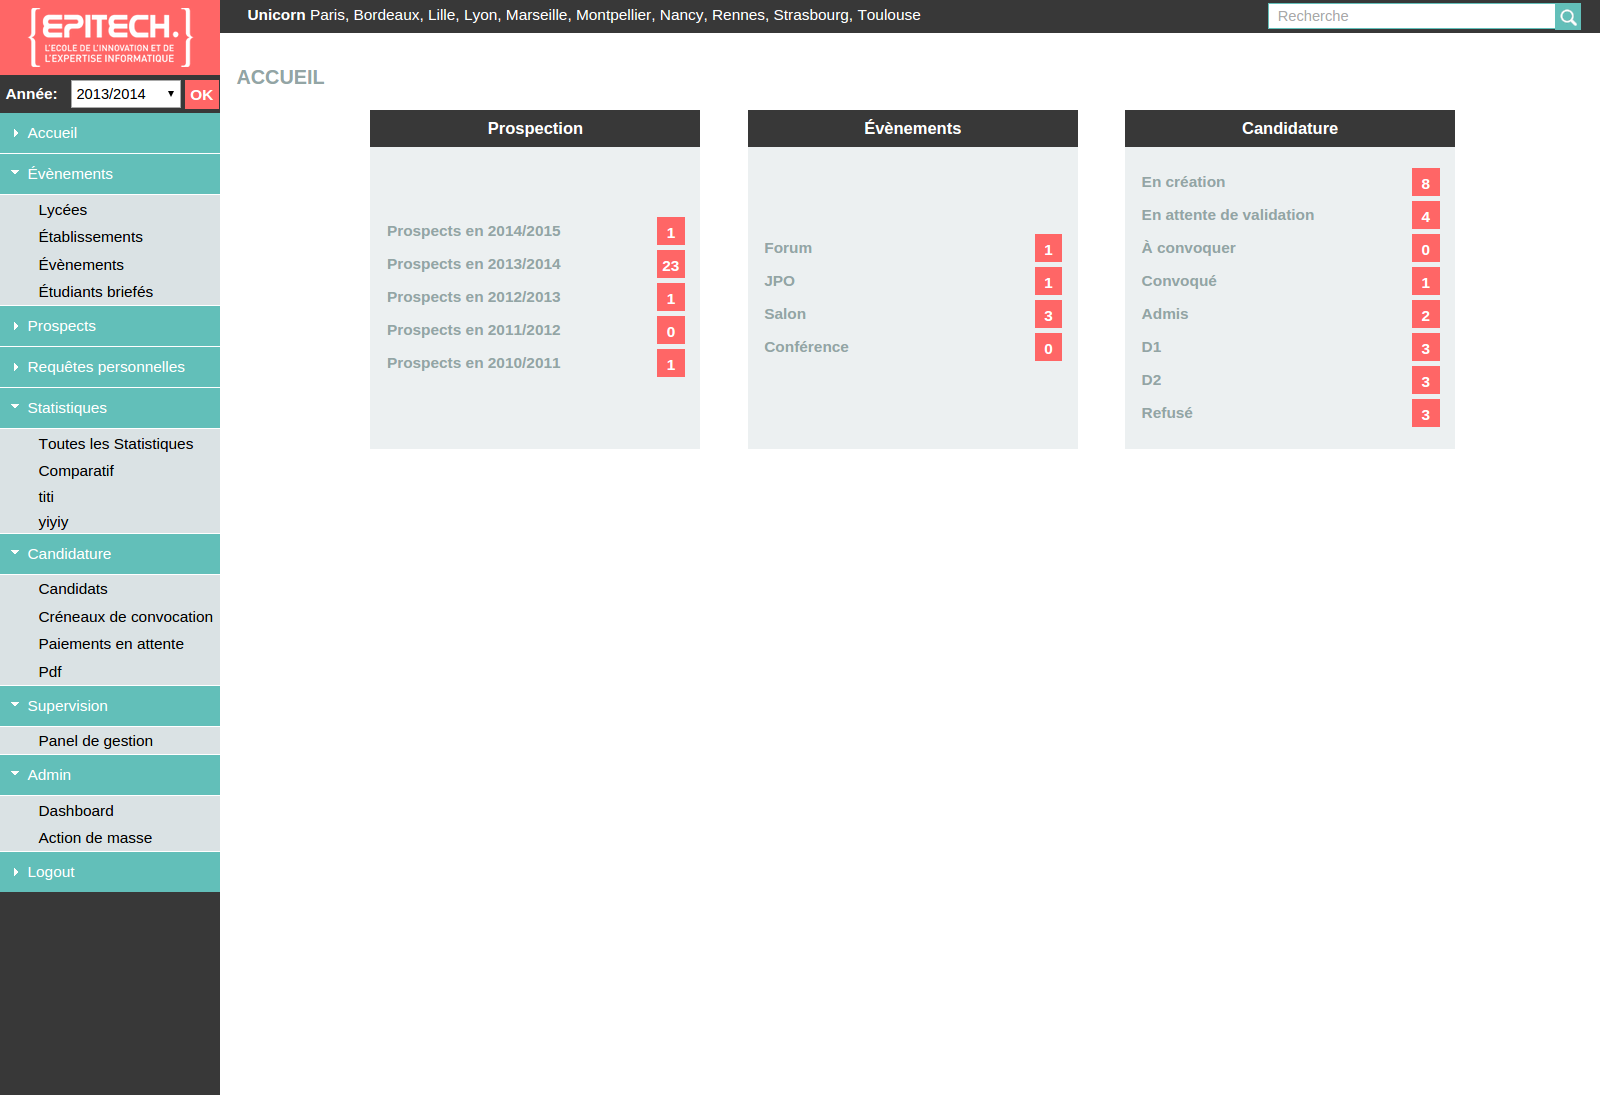 {EPITECH.}
L'ECOLE DE L'INNOVATION ET DE
L'EXPERTISE INFORMATIQUE
Unicorn Paris, Bordeaux, Lille, Lyon, Marseille, Montpellier, Nancy, Rennes, Strasbourg, Toulouse
Recherche
Année: 2013/2014 OK
Accueil
Évènements
Lycées
Établissements
Évènements
Étudiants briefés
Prospects
Requêtes personnelles
Statistiques
Toutes les Statistiques
Comparatif
titi
yiyiy
Candidature
Candidats
Créneaux de convocation
Paiements en attente
Pdf
Supervision
Panel de gestion
Admin
Dashboard
Action de masse
Logout
ACCUEIL
Prospection
Prospects en 2014/2015 1
Prospects en 2013/2014 23
Prospects en 2012/2013 1
Prospects en 2011/2012 0
Prospects en 2010/2011 1
Évènements
Forum 1
JPO 1
Salon 3
Conférence 0
Candidature
En création 8
En attente de validation 4
À convoquer 0
Convoqué 1
Admis 2
D1 3
D2 3
Refusé 3